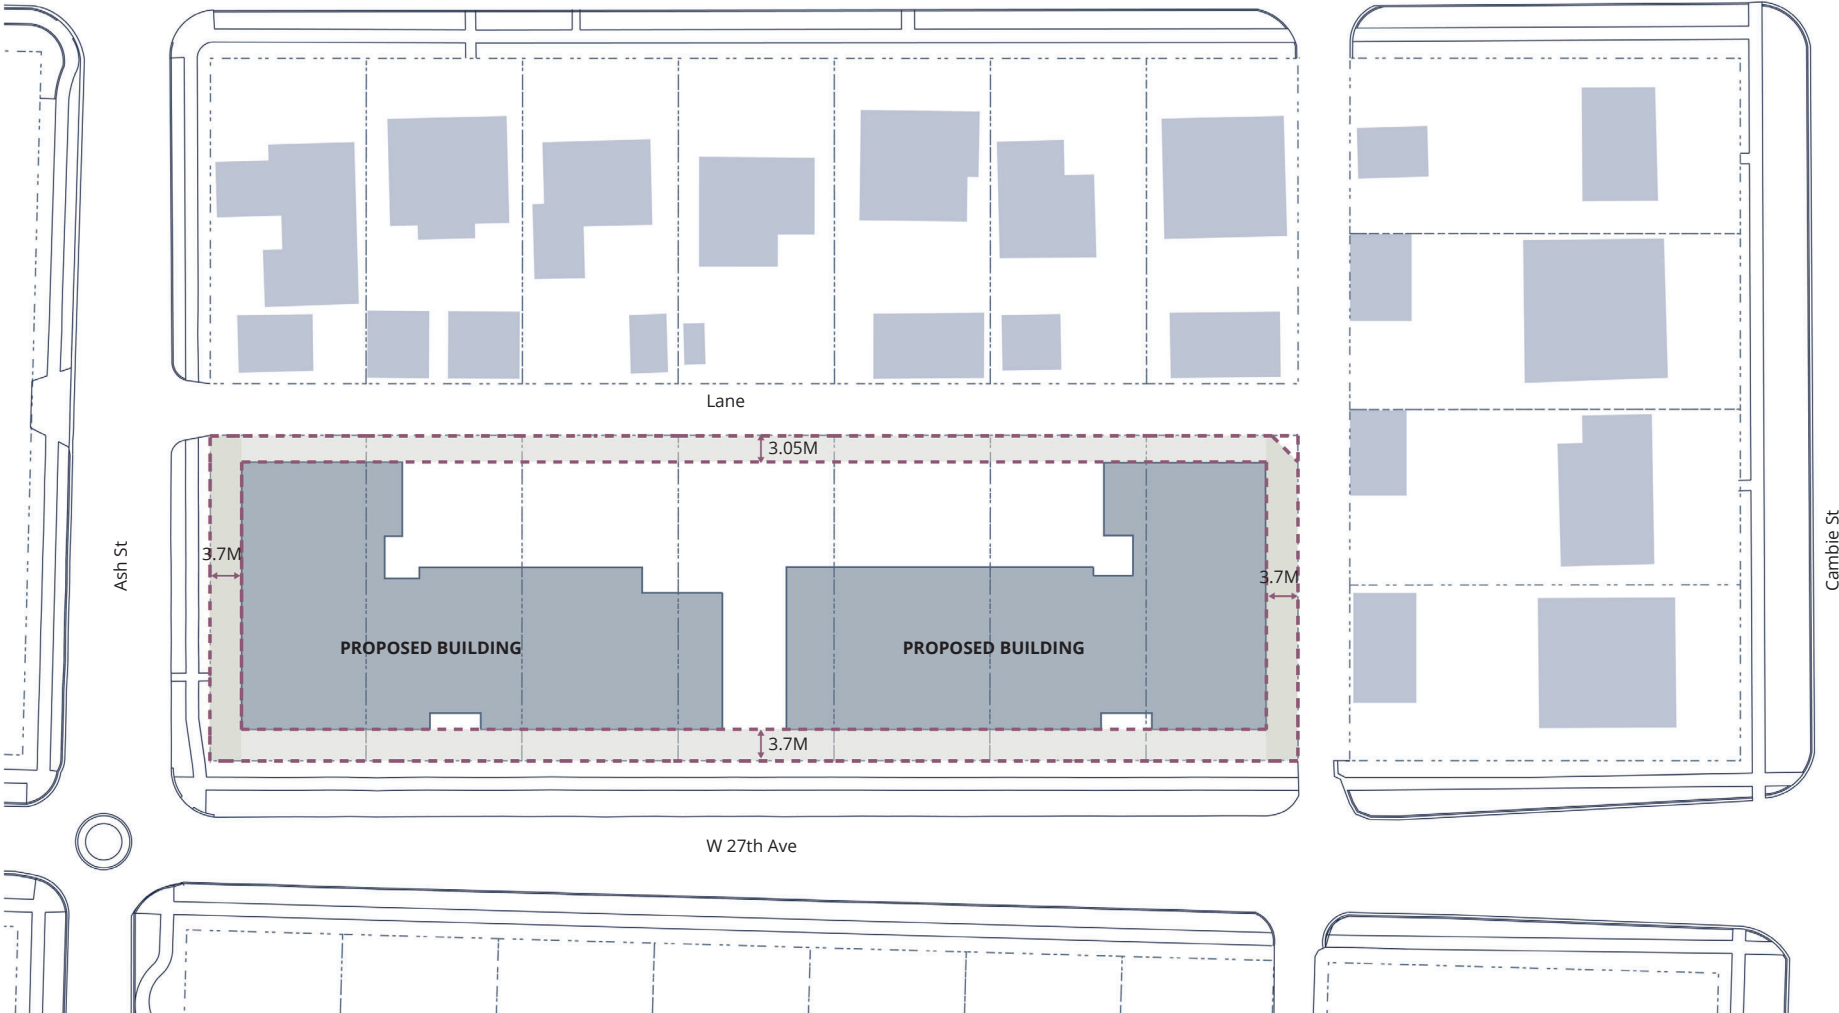 Lane
3.05M
Ash St
3.7M
3.7M
Cambie St
PROPOSED BUILDING
PROPOSED BUILDING
3.7M
W 27th Ave